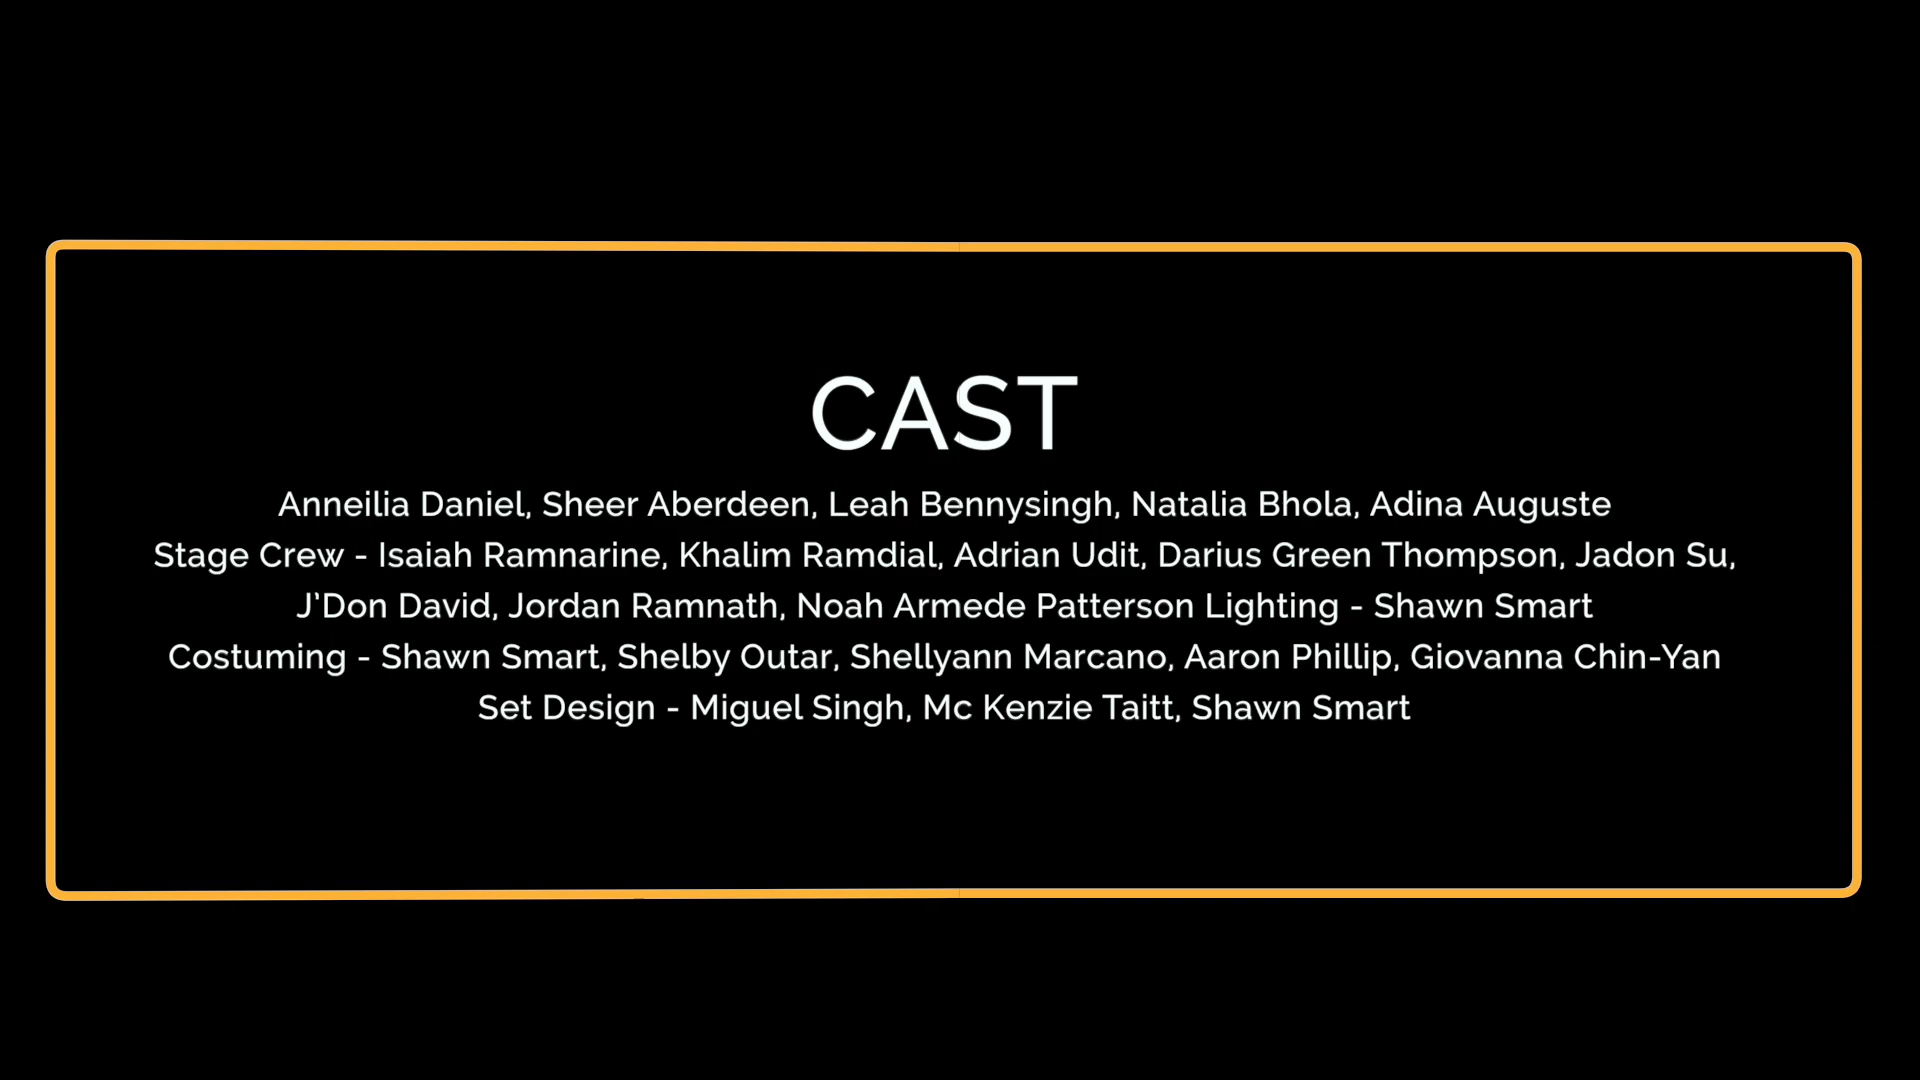 CAST
Anneilia Daniel, Sheer Aberdeen, Leah Bennysingh, Natalia Bhola, Adina Auguste
Stage Crew - Isaiah Ramnarine, Khalim Ramdial, Adrian Udit, Darius Green Thompson, Jadon Su,
J’Don David, Jordan Ramnath, Noah Armede Patterson Lighting - Shawn Smart
Costuming - Shawn Smart, Shelby Outar, Shellyann Marcano, Aaron Phillip, Giovanna Chin-Yan
Set Design - Miguel Singh, Mc Kenzie Taitt, Shawn Smart